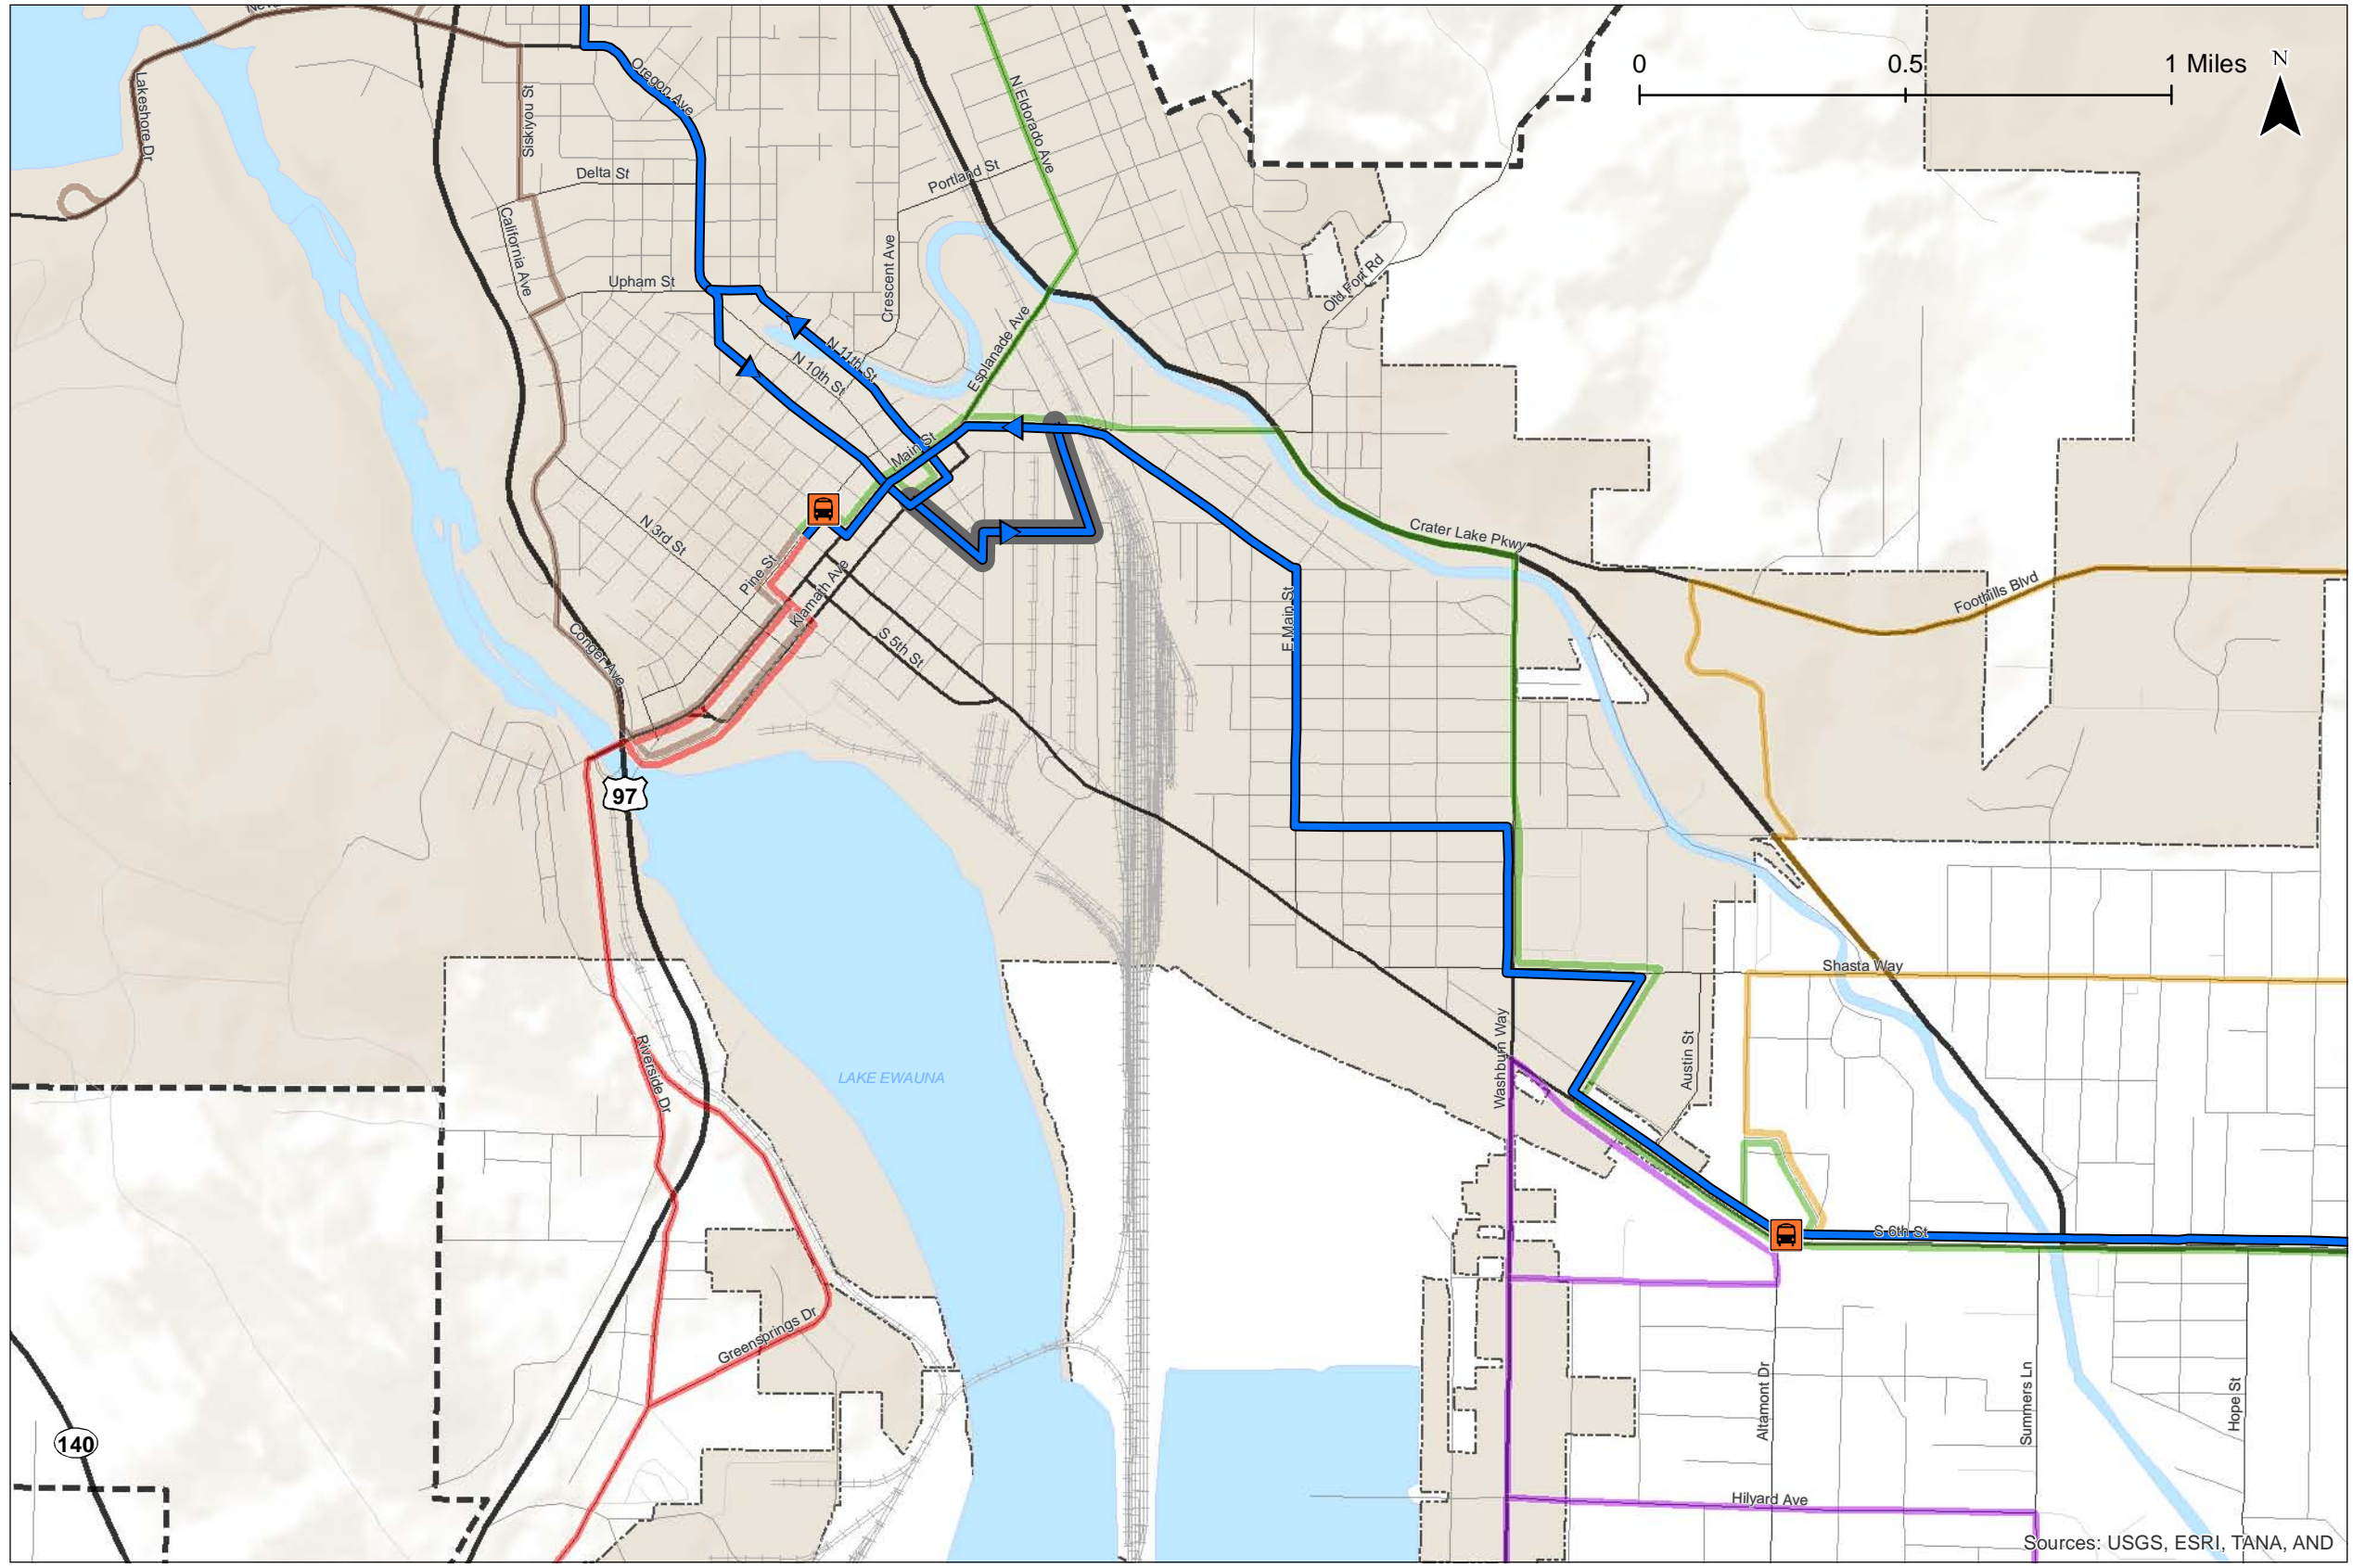 0
0.5
1 Miles
N
Lakeshore Dr
Siskiyou St
Oregon Ave
N Eldorado Ave
Delta St
Portland St
California Ave
Upham St
Crescent Ave
Old Fort Rd
Esplanade Ave
N 11th St
N 10th St
Main St
N 3rd St
Pine St
Klamath Ave
S 5th St
Conger Ave
E Main St
Crater Lake Pkwy
Foothills Blvd
97
Shasta Way
Washburn Way
Austin St
Riverside Dr
LAKE EWAUNA
S 6th St
Greensprings Dr
Altamont Dr
Summers Ln
Hope St
140
Hilyard Ave
Sources: USGS, ESRI, TANA, AND